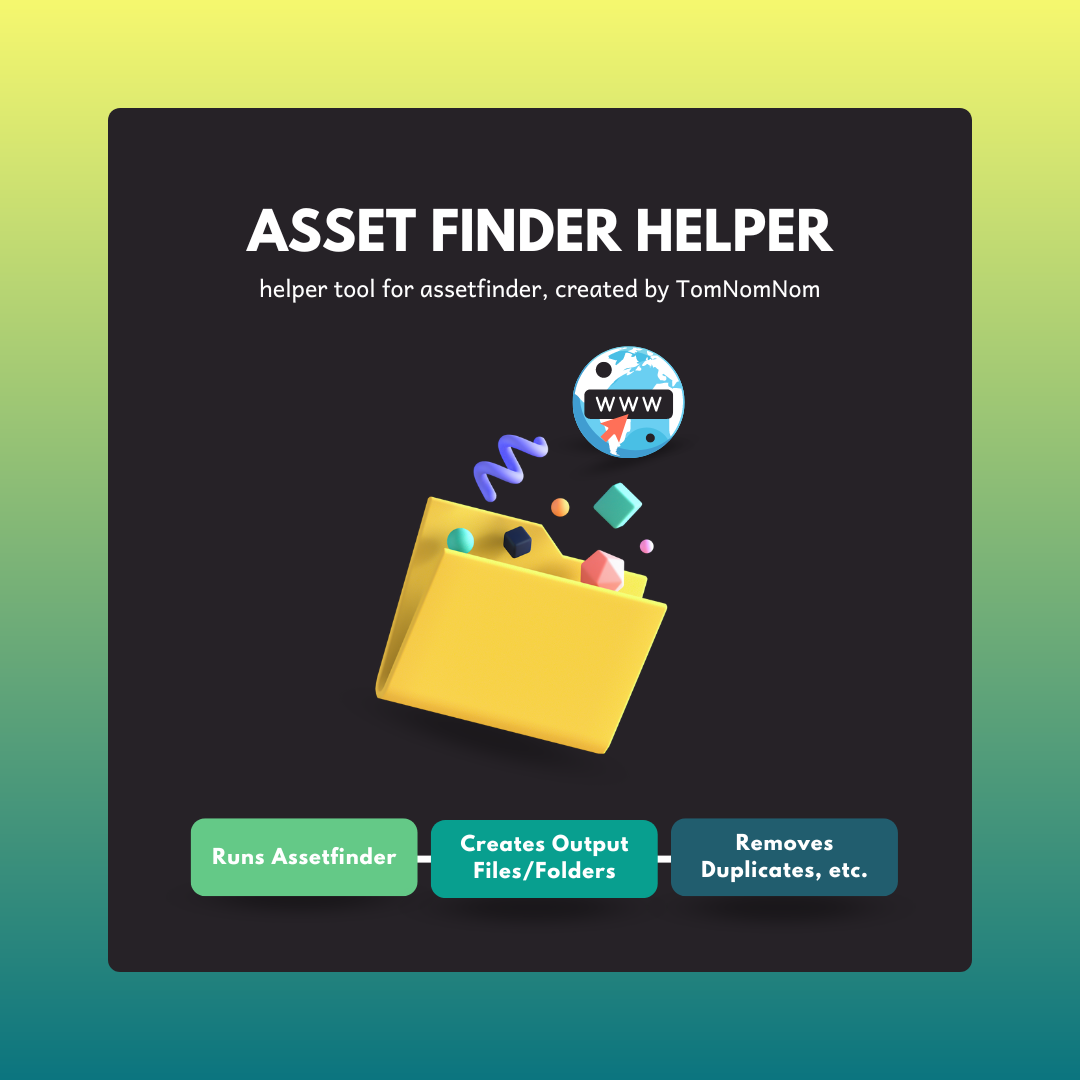 ASSET FINDER HELPER
helper tool for assetfinder, created by TomNomNom
WWW
Runs Assetfinder
Creates Output
Files/Folders
Removes
Duplicates, etc.